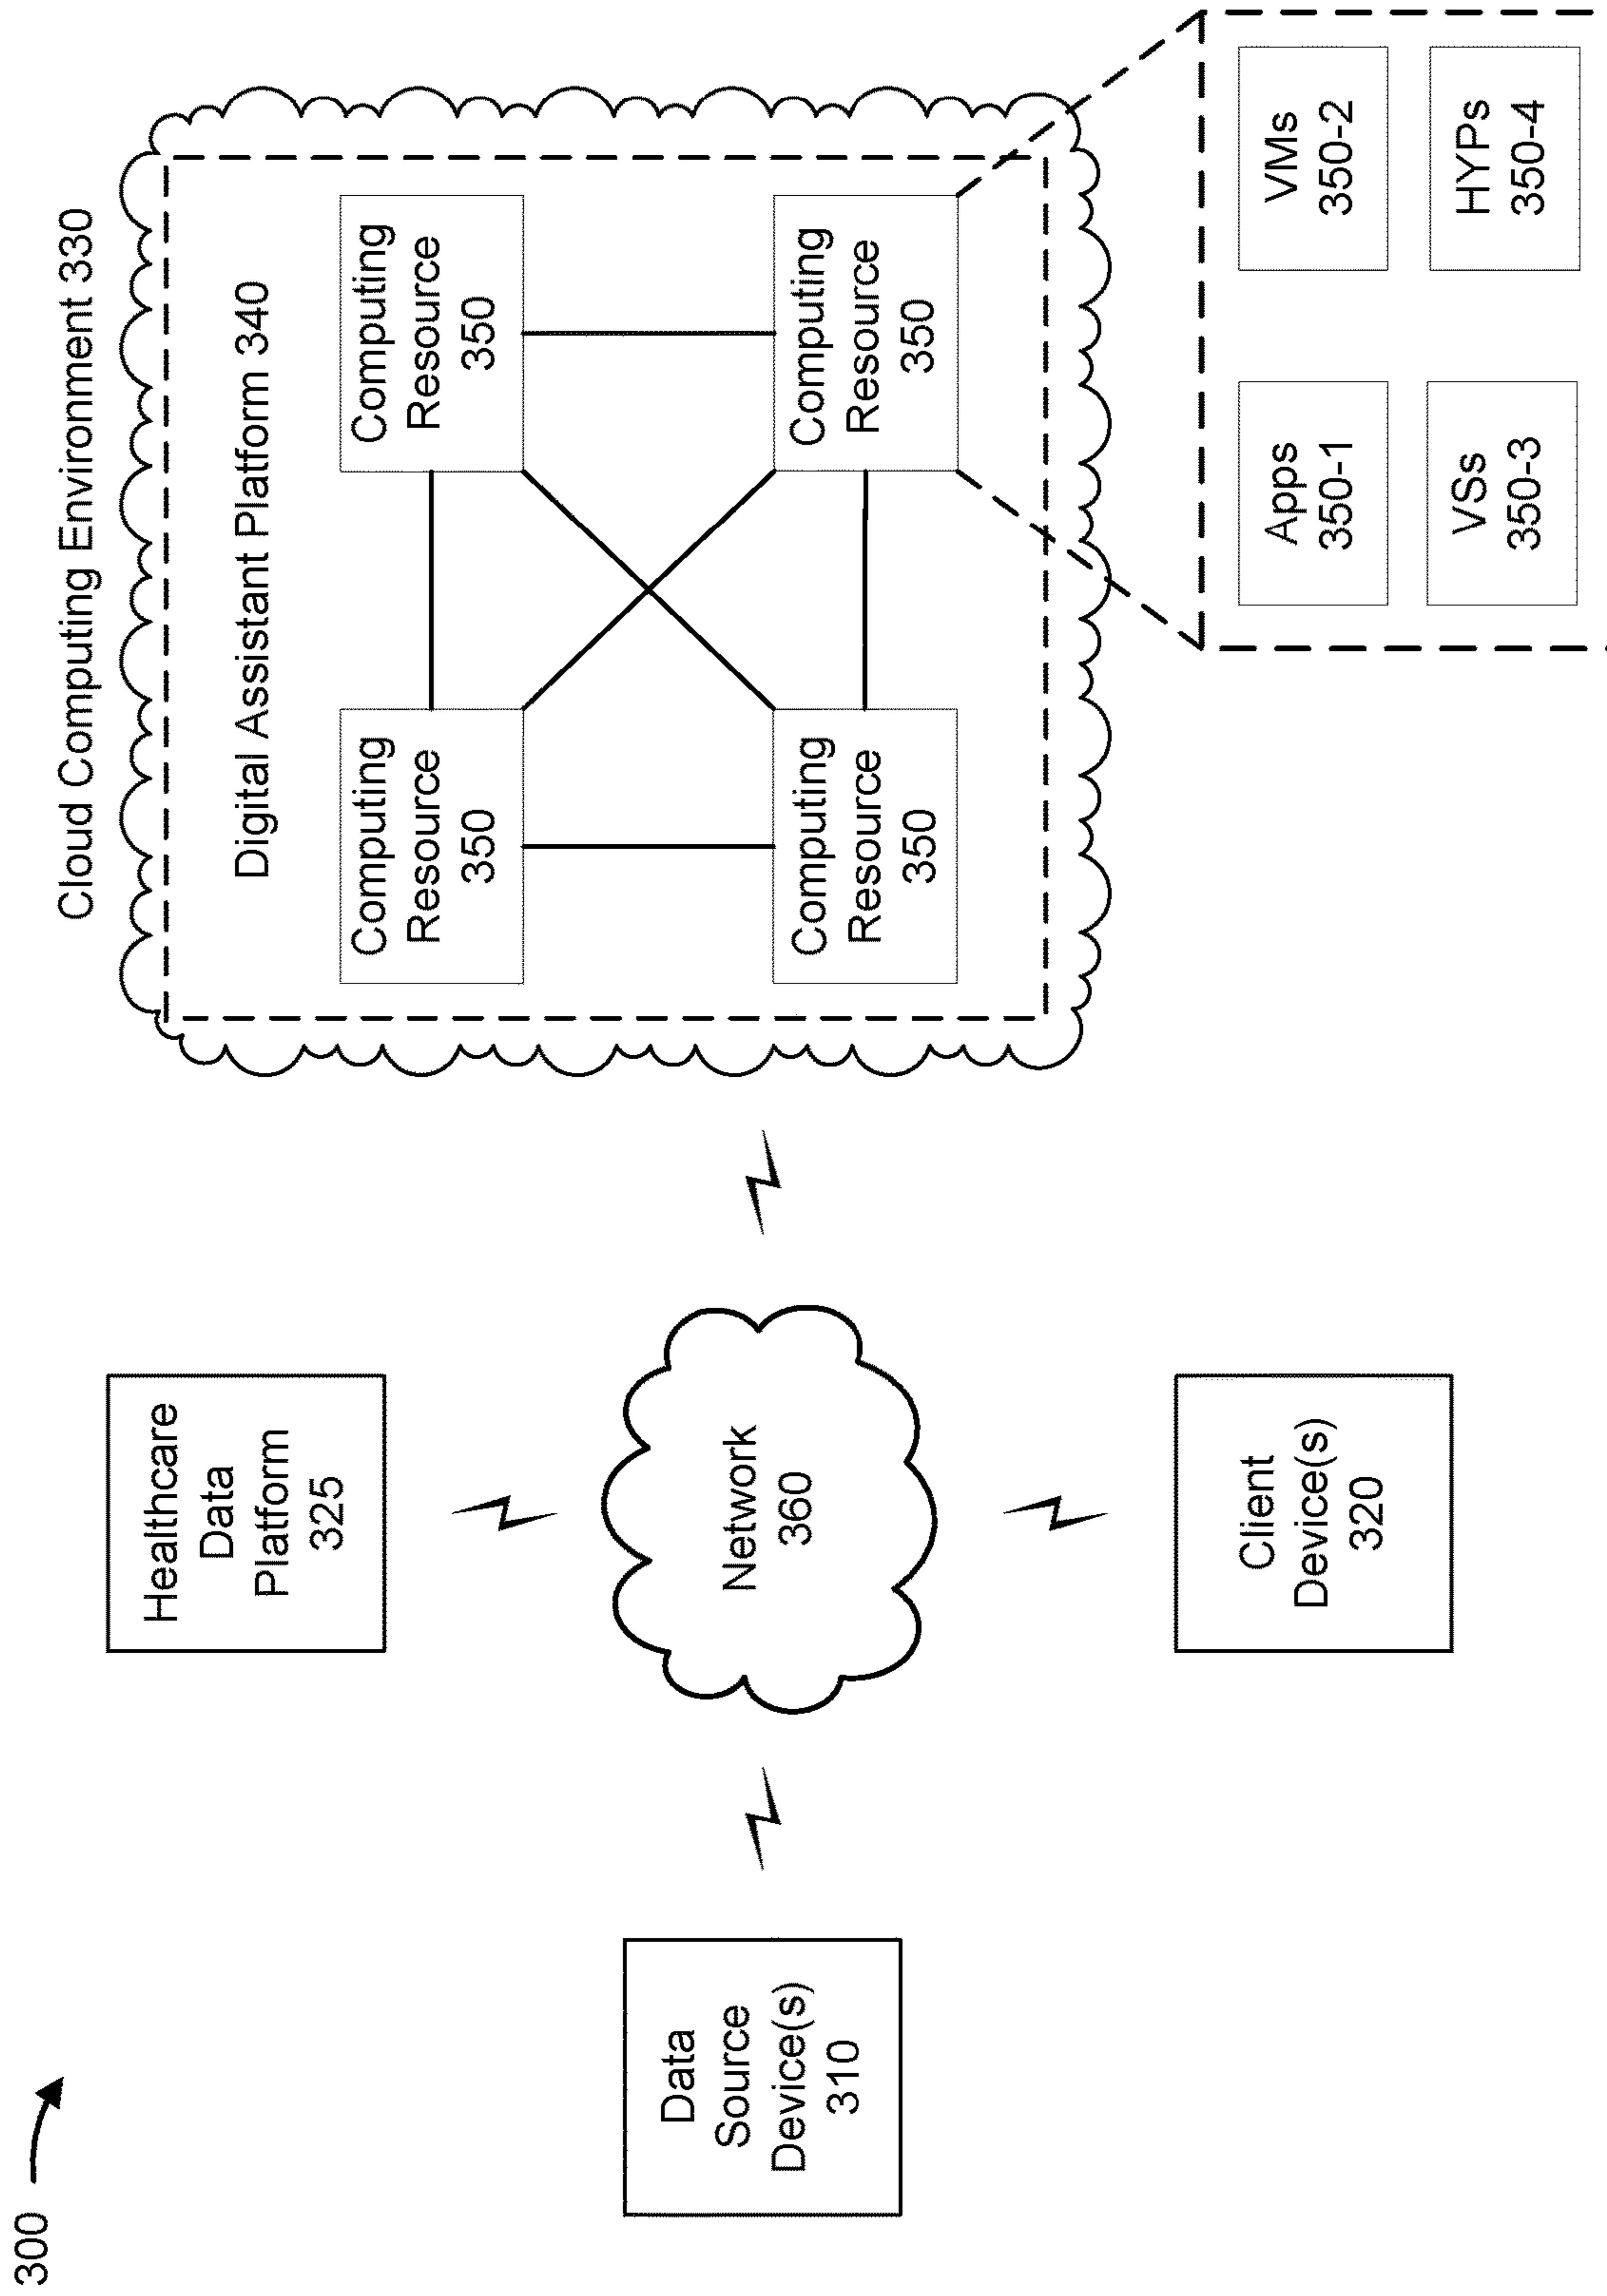 300
Cloud Computing Environment 330
Digital Assistant Platform 340
Healthcare
Data
Platform
325
Computing
Resource
350
Computing
Resource
350
Data
Source
Device(s)
310
Network
360
Computing
Resource
350
Computing
Resource
350
Client
Device(s)
320
Apps
350-1
VMs
350-2
VSs
350-3
HYPs
350-4